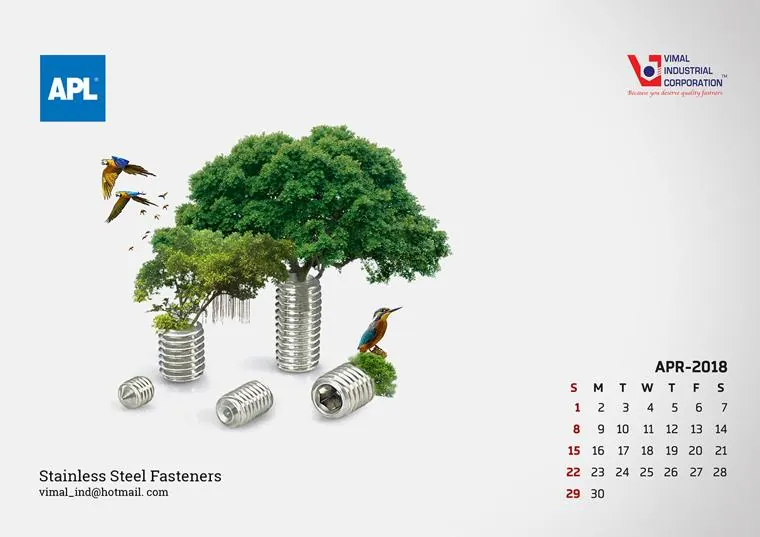 APL®
VIMAL
INDUSTRIAL
CORPORATION™
Because you deserve quality fastners
APR-2018
S M T W T F S
1 2 3 4 5 6 7
8 9 10 11 12 13 14
15 16 17 18 19 20 21
22 23 24 25 26 27 28
29 30
Stainless Steel Fasteners
vimal_ind@hotmail. com